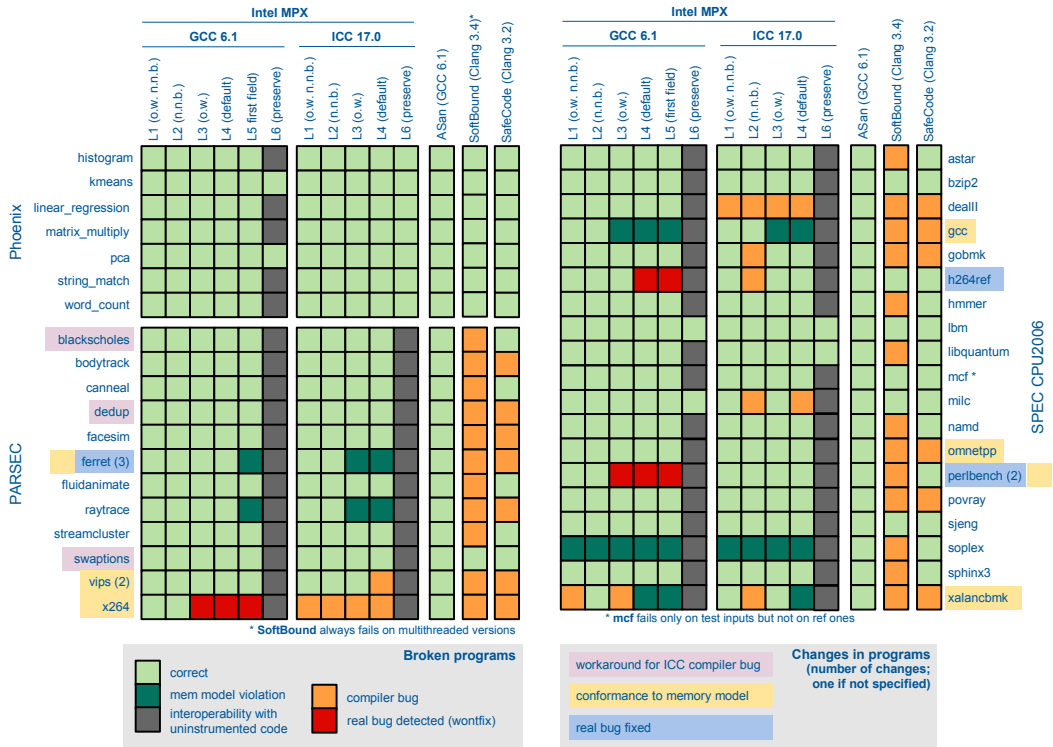 Intel MPX
GCC 6.1
ICC 17.0
L1 (o.w. n.n.b.)
L2 (n.n.b.)
L3 (o.w.)
L4 (default)
L5 first field)
L6 (preserve)
L1 (o.w. n.n.b.)
L2 (n.n.b.)
L3 (o.w.)
L4 (default)
L6 (preserve)
ASan (GCC 6.1)
SoftBound (Clang 3.4)*
SafeCode (Clang 3.2)
Phoenix
histogram
kmeans
linear_regression
matrix_multiply
pca
string_match
word_count
PARSEC
blackscholes
bodytrack
canneal
dedup
facesim
ferret (3)
fluidanimate
raytrace
streamcluster
swaptions
vips (2)
x264
* SoftBound always fails on multithreaded versions
Intel MPX
GCC 6.1
ICC 17.0
L1 (o.w. n.n.b.)
L2 (n.n.b.)
L3 (o.w.)
L4 (default)
L5 (first field)
L6 (preserve)
L1 (o.w. n.n.b.)
L2 (n.n.b.)
L3 (o.w.)
L4 (default)
L6 (preserve)
ASan (GCC 6.1)
SoftBound (Clang 3.4)
SafeCode (Clang 3.2)
astar
bzip2
dealII
gcc
gobmk
h264ref
hmmer
lbm
libquantum
mcf *
milc
namd
omnetpp
perlbench (2)
povray
sjeng
soplex
sphinx3
xalancbmk
SPEC CPU2006
* mcf fails only on test inputs but not on ref ones
Broken programs
correct
mem model violation
interoperability with
uninstrumented code
compiler bug
real bug detected (wontfix)
Changes in programs
(number of changes;
one if not specified)
workaround for ICC compiler bug
conformance to memory model
real bug fixed